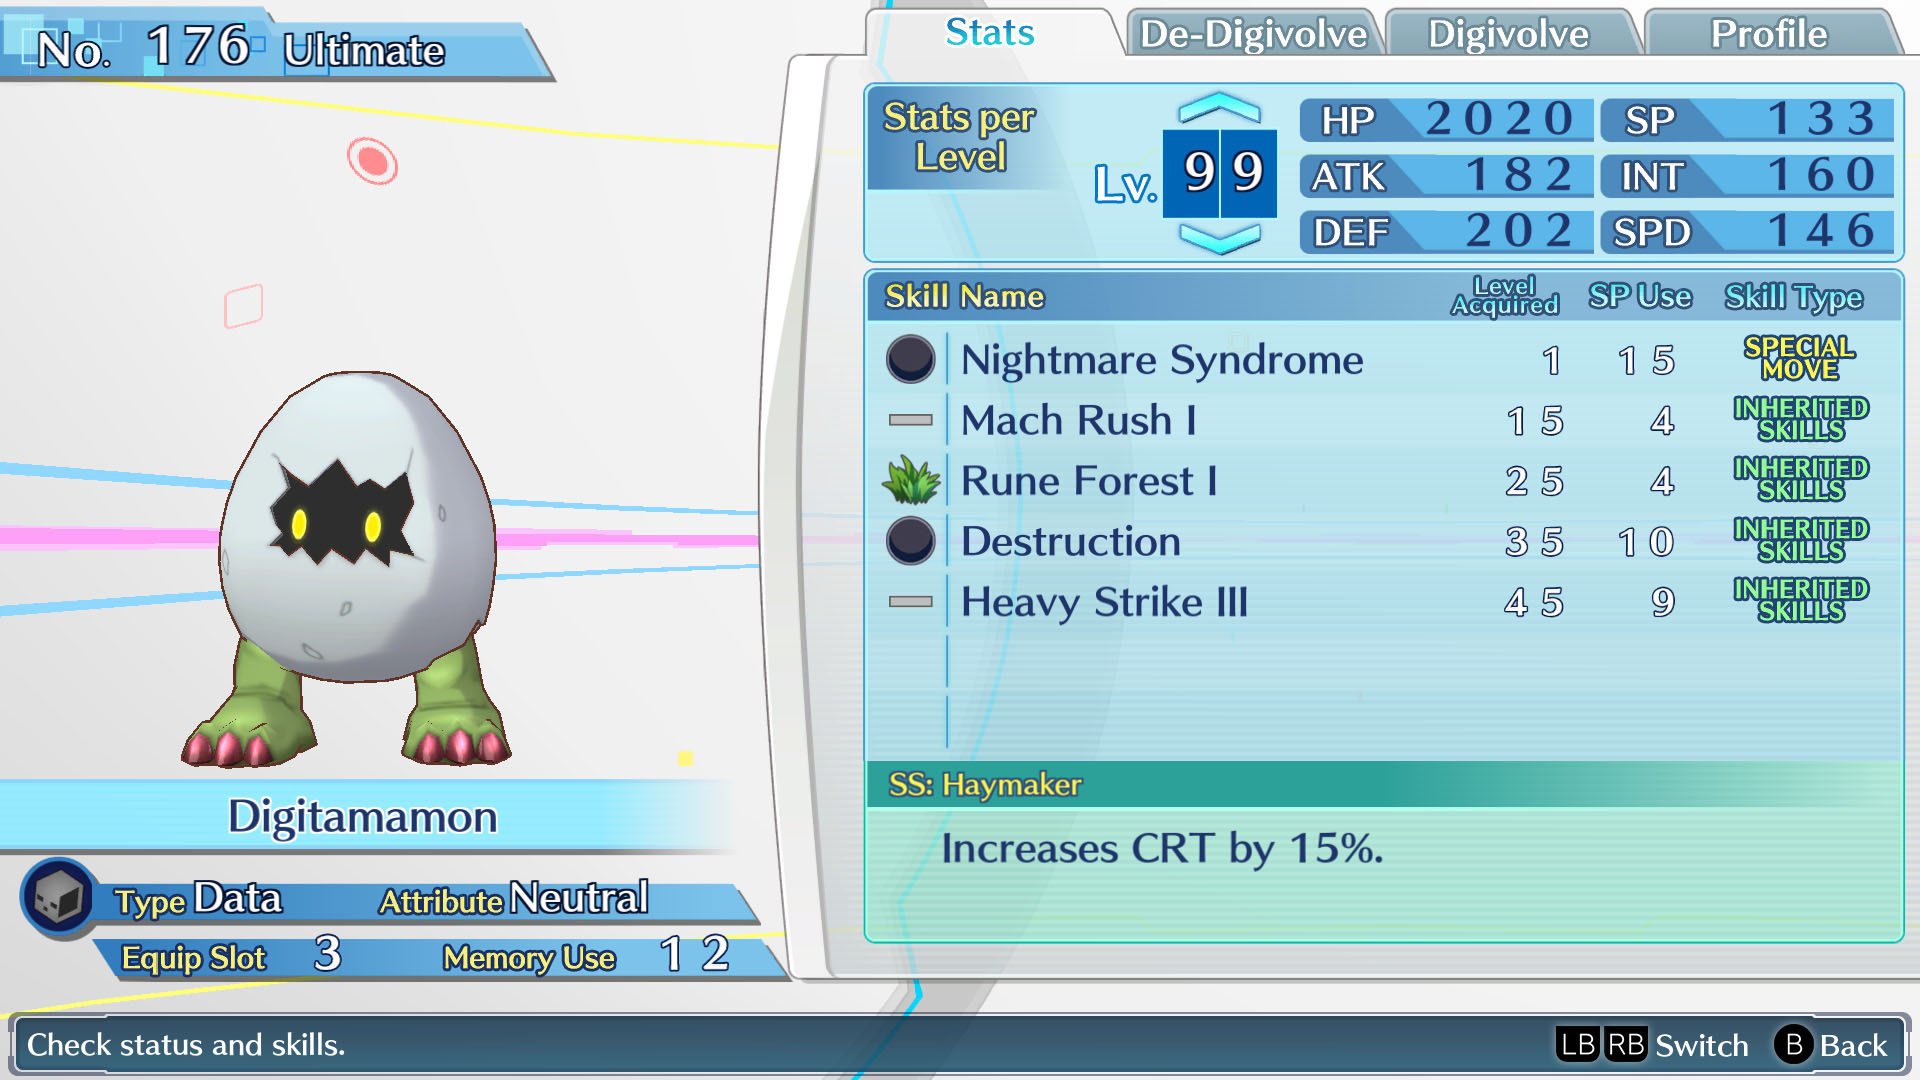 No. 176 Ultimate
Stats
De-Digivolve
Digivolve
Profile
Stats per
Level
Lv. 99
HP 2020
SP 133
ATK 182
INT 160
DEF 202
SPD 146
Skill Name
Level
Acquired
SP Use
Skill Type
Nightmare Syndrome 1 15 SPECIAL
MOVE
Mach Rush I 15 4 INHERITED
SKILLS
Rune Forest I 25 4 INHERITED
SKILLS
Destruction 35 10 INHERITED
SKILLS
Heavy Strike III 45 9 INHERITED
SKILLS
SS: Haymaker
Increases CRT by 15%.
Digitamamon
Type Data Attribute Neutral
Equip Slot 3 Memory Use 12
Check status and skills.
LB RB Switch B Back